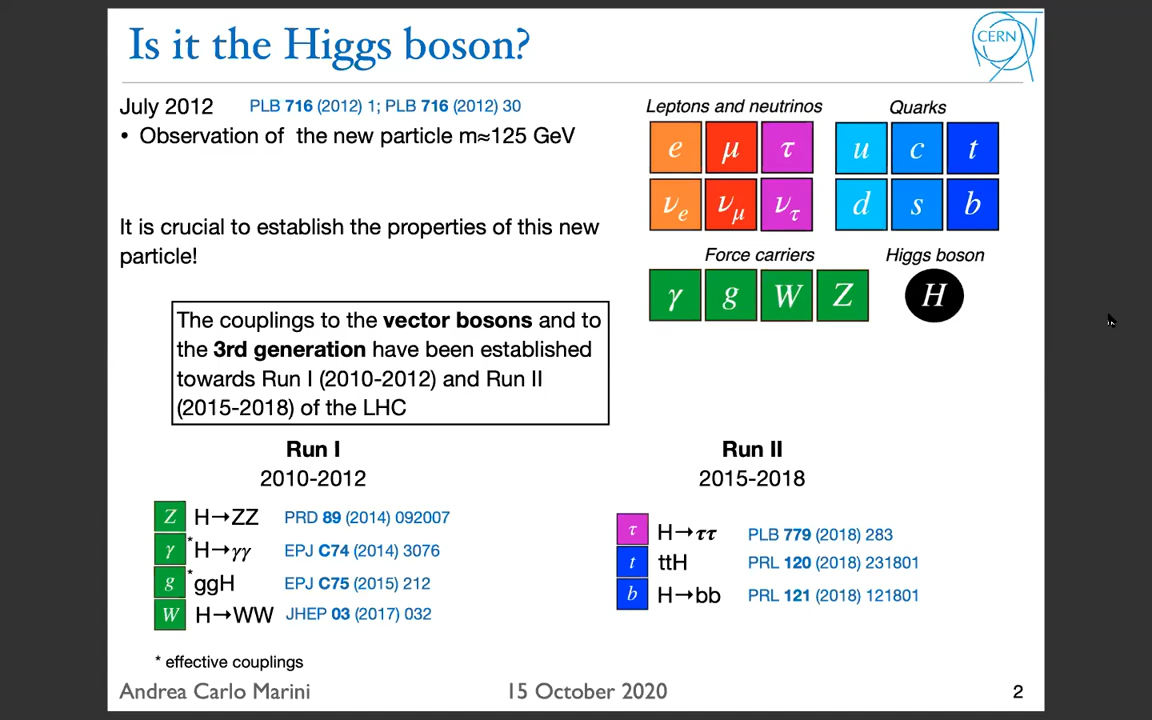 Is it the Higgs boson?
CERN
July 2012 PLB 716 (2012) 1; PLB 716 (2012) 30
• Observation of the new particle m≈125 GeV
It is crucial to establish the properties of this new
particle!
Leptons and neutrinos Quarks
e μ τ u c t
νe νμ ντ d s b
Force carriers Higgs boson
γ g W Z H
The couplings to the vector bosons and to
the 3rd generation have been established
towards Run I (2010-2012) and Run II
(2015-2018) of the LHC
Run I
2010-2012
Z H→ZZ PRD 89 (2014) 092007
γ *H→γγ EPJ C74 (2014) 3076
g *ggH EPJ C75 (2015) 212
W H→WW JHEP 03 (2017) 032
* effective couplings
Run II
2015-2018
τ H→ττ PLB 779 (2018) 283
t ttH PRL 120 (2018) 231801
b H→bb PRL 121 (2018) 121801
Andrea Carlo Marini 15 October 2020 2